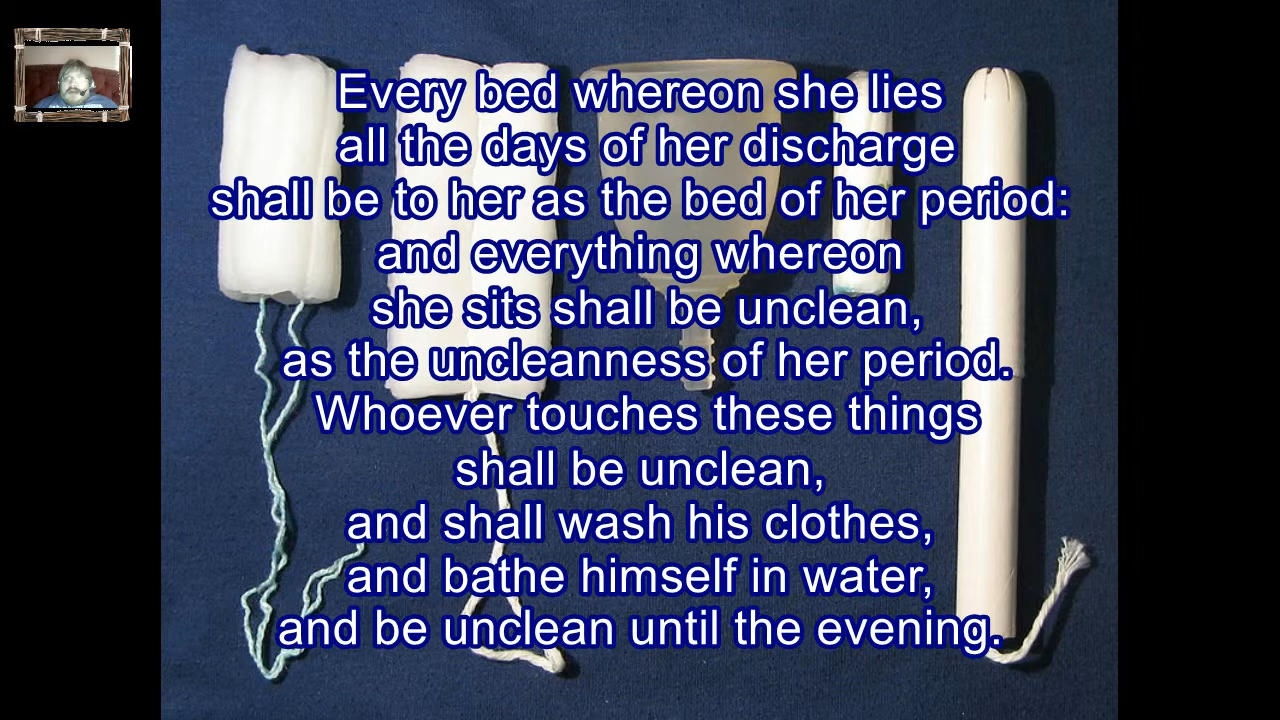 Every bed whereon she lies
all the days of her discharge
shall be to her as the bed of her period:
and everything whereon
she sits shall be unclean,
as the uncleanness of her period.
Whoever touches these things
shall be unclean,
and shall wash his clothes,
and bathe himself in water,
and be unclean until the evening.